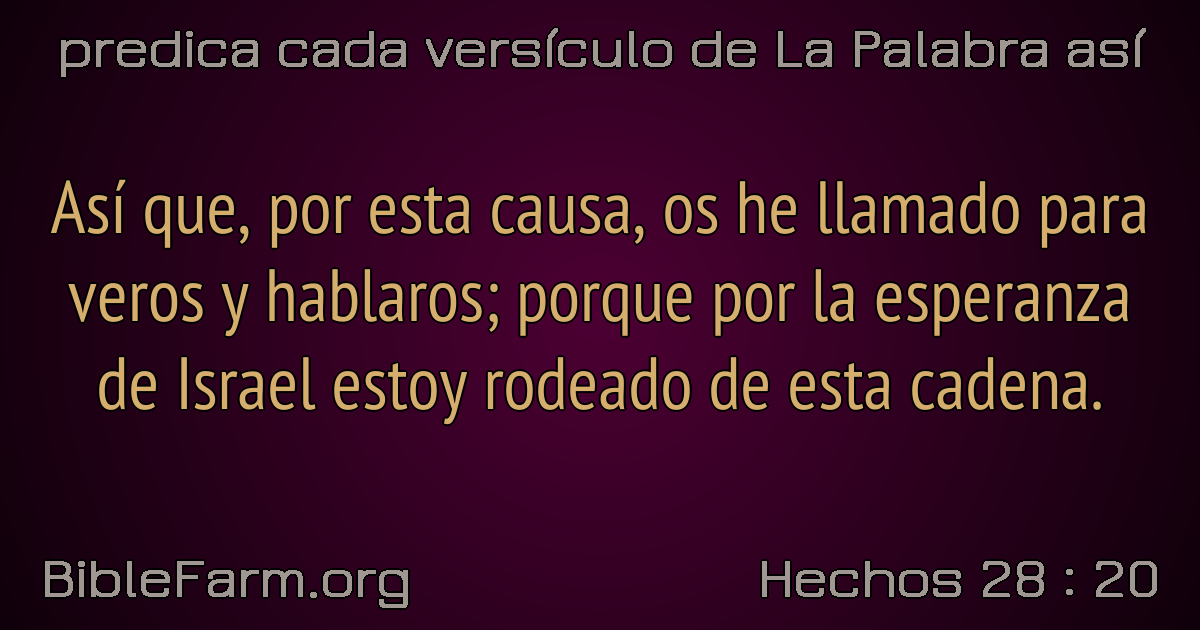 predica cada versículo de La Palabra así
Así que, por esta causa, os he llamado para
veros y hablaros; porque por la esperanza
de Israel estoy rodeado de esta cadena.
BibleFarm.org
Hechos 28 : 20